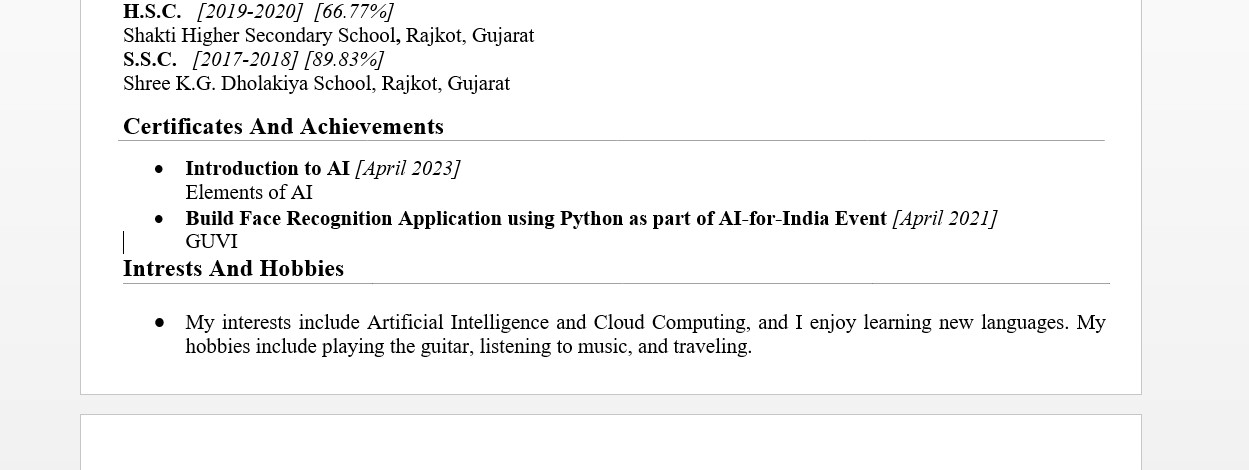 H.S.C. [2019-2020] [66.77%]
Shakti Higher Secondary School, Rajkot, Gujarat
S.S.C. [2017-2018] [89.83%]
Shree K.G. Dholakiya School, Rajkot, Gujarat
Certificates And Achievements
• Introduction to AI [April 2023]
Elements of AI
• Build Face Recognition Application using Python as part of AI-for-India Event [April 2021]
GUVI
Intrests And Hobbies
• My interests include Artificial Intelligence and Cloud Computing, and I enjoy learning new languages. My
hobbies include playing the guitar, listening to music, and traveling.